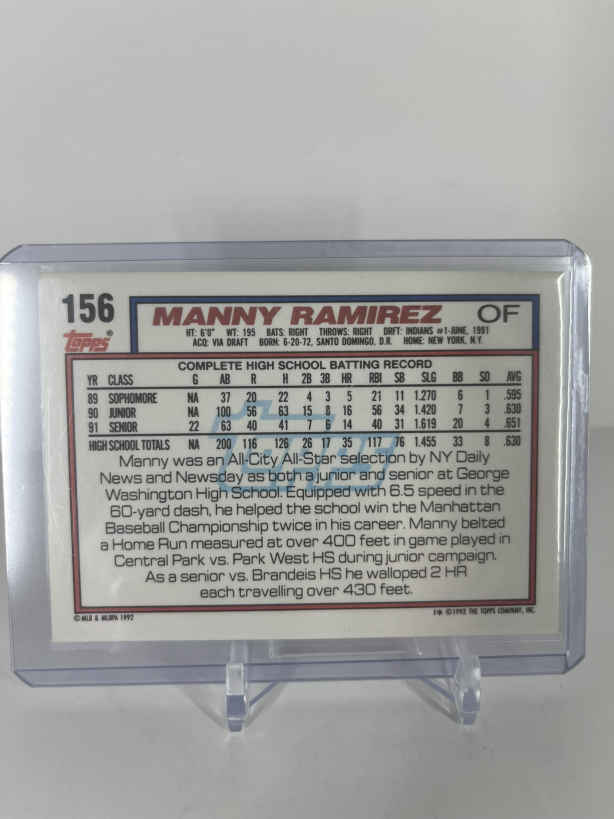 156
MANNY RAMIREZ OF
topps®
HT: 6'0" WT: 195 BATS: RIGHT THROWS: RIGHT DRFT: INDIANS #1-JUNE, 1991
ACQ: VIA DRAFT BORN: 6-20-72, SANTO DOMINGO, D.R. HOME: NEW YORK, N.Y.
COMPLETE HIGH SCHOOL BATTING RECORD
YR CLASS G AB R H 2B 3B HR RBI SB SLG BB SO AVG
89 SOPHOMORE NA 37 20 22 4 3 5 21 11 1.270 6 1 .595
90 JUNIOR NA 100 56 63 15 8 16 56 34 1.420 7 3 .630
91 SENIOR 22 63 40 41 7 6 14 40 31 1.619 20 4 .651
HIGH SCHOOL TOTALS NA 200 116 126 26 17 35 117 76 1.455 33 8 .630
Manny was an All-City All-Star selection by NY Daily
News and Newsday as both a junior and senior at George
Washington High School. Equipped with 6.5 speed in the
60-yard dash, he helped the school win the Manhattan
Baseball Championship twice in his career. Manny belted
a Home Run measured at over 400 feet in game played in
Central Park vs. Park West HS during junior campaign.
As a senior vs. Brandeis HS he walloped 2 HR
each travelling over 430 feet.
© MLB & MLBPA 1992
©1992 THE TOPPS COMPANY, INC.